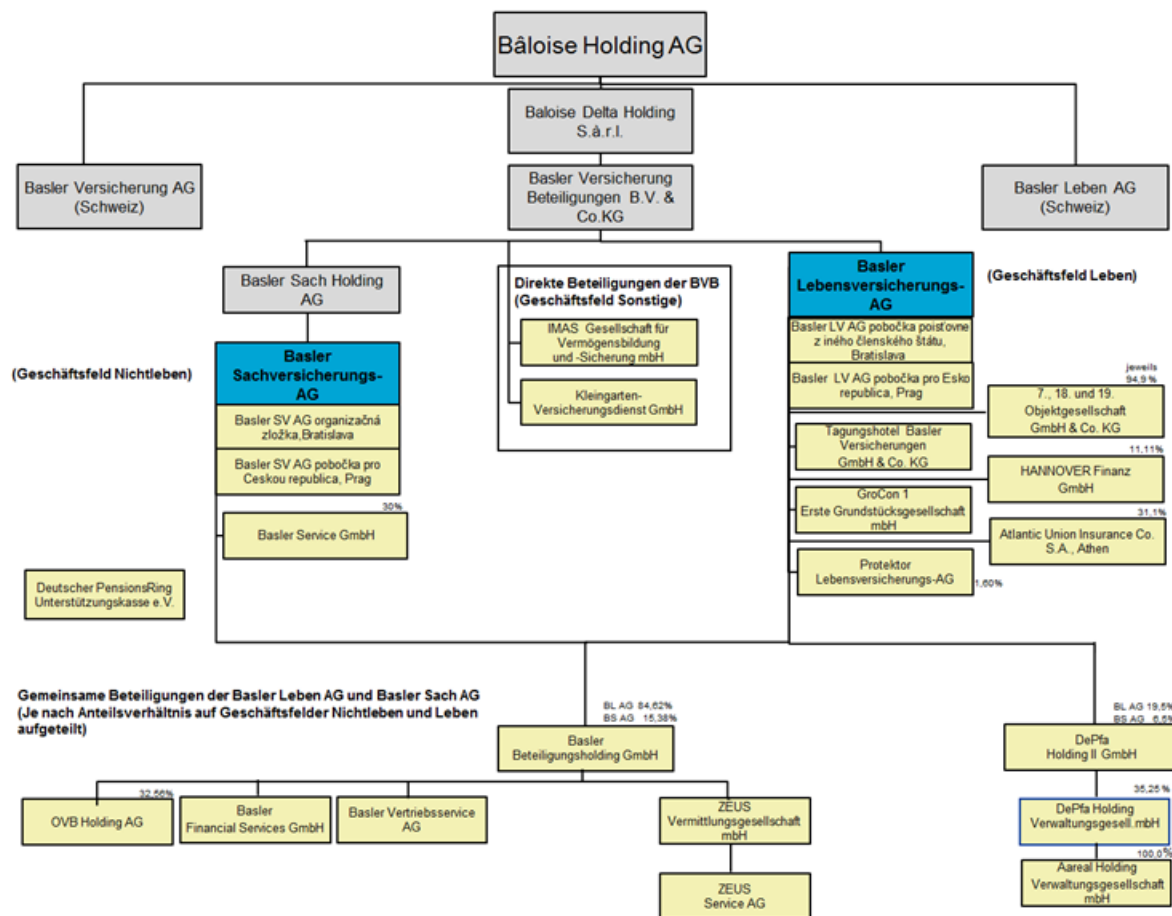 Bâloise Holding AG
Baloise Delta Holding
S.à.r.l.
Basler Versicherung AG
(Schweiz)
Basler Versicherung
Beteiligungen B.V. &
Co.KG
Basler Leben AG
(Schweiz)
Basler Sach Holding
AG
Direkte Beteiligungen der BVB
(Geschäftsfeld Sonstige)
IMAS Gesellschaft für
Vermögensbildung
und -Sicherung mbH
Kleingarten-
Versicherungsdienst GmbH
Basler
Lebensversicherungs-
AG
(Geschäftsfeld Leben)
Basler LV AG pobočka poisťovne
z iného členského štátu,
Bratislava
Basler LV AG pobočka pro Esko
republica, Prag
(Geschäftsfeld Nichtleben)
Basler
Sachversicherungs-
AG
Basler SV AG organizačná
zložka,Bratislava
Basler SV AG pobočka pro
Ceskou republica, Prag
30%
Basler Service GmbH
jeweils
94,9 %
7., 18. und 19.
Objektgesellschaft
GmbH & Co. KG
Tagungshotel Basler
Versicherungen
GmbH & Co. KG
11,11%
HANNOVER Finanz
GmbH
GroCon 1
Erste Grundstücksgesellschaft
mbH
31,1%
Atlantic Union Insurance Co.
S.A., Athen
Protektor
Lebensversicherungs-AG
1,60%
Deutscher PensionsRing
Unterstützungskasse e.V.
Gemeinsame Beteiligungen der Basler Leben AG und Basler Sach AG
(Je nach Anteilsverhältnis auf Geschäftsfelder Nichtleben und Leben
aufgeteilt)
BL AG 84,62%
BS AG 15,38%
Basler
Beteiligungsholding GmbH
BL AG 19,5%
BS AG 6,5%
DePfa
Holding II GmbH
32,56%
OVB Holding AG
Basler
Financial Services GmbH
Basler Vertriebsservice
AG
ZEUS
Vermittlungsgesellschaft
mbH
ZEUS
Service AG
35,25 %
DePfa Holding
Verwaltungsgesell.mbH
100,0%
Aareal Holding
Verwaltungsgesellschaft
mbH